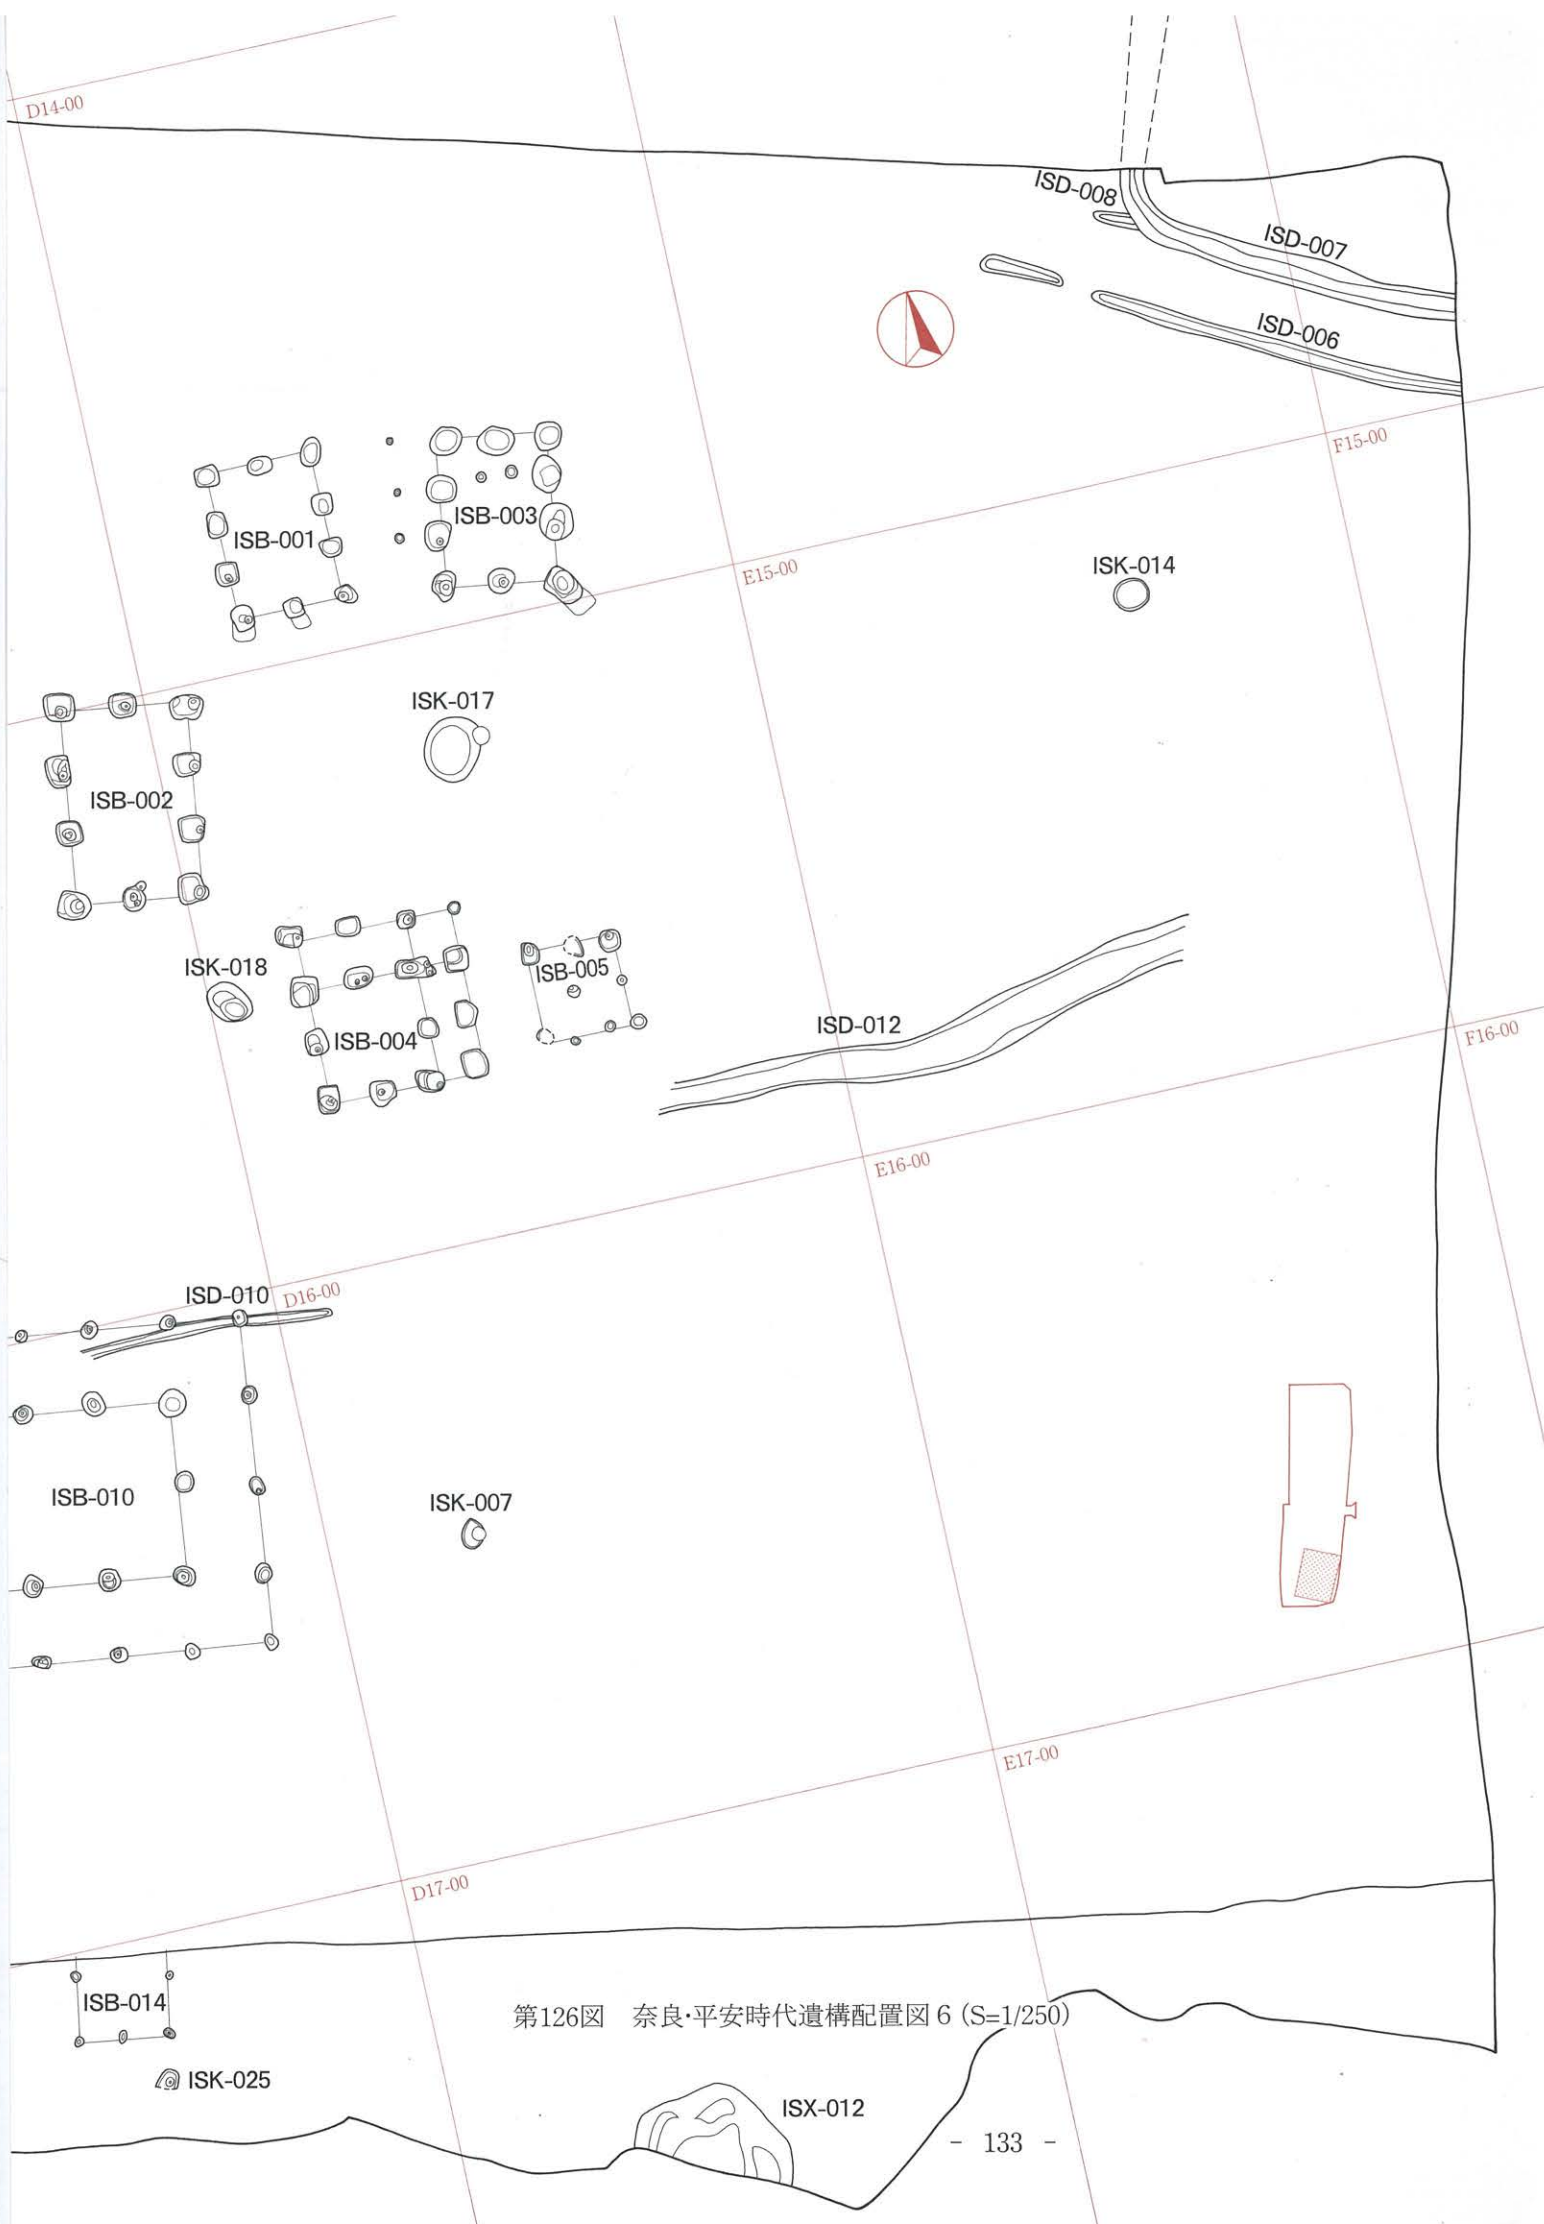 D14-00
ISD-008
ISD-007
ISD-006
F15-00
ISB-003
ISB-001
E15-00
ISK-014
ISK-017
ISB-002
ISK-018
ISB-005
ISB-004
ISD-012
F16-00
E16-00
ISD-010
D16-00
ISB-010
ISK-007
E17-00
D17-00
ISB-014
第126図 奈良・平安時代遺構配置図6 (S=1/250)
ISK-025
ISX-012
- 133 -